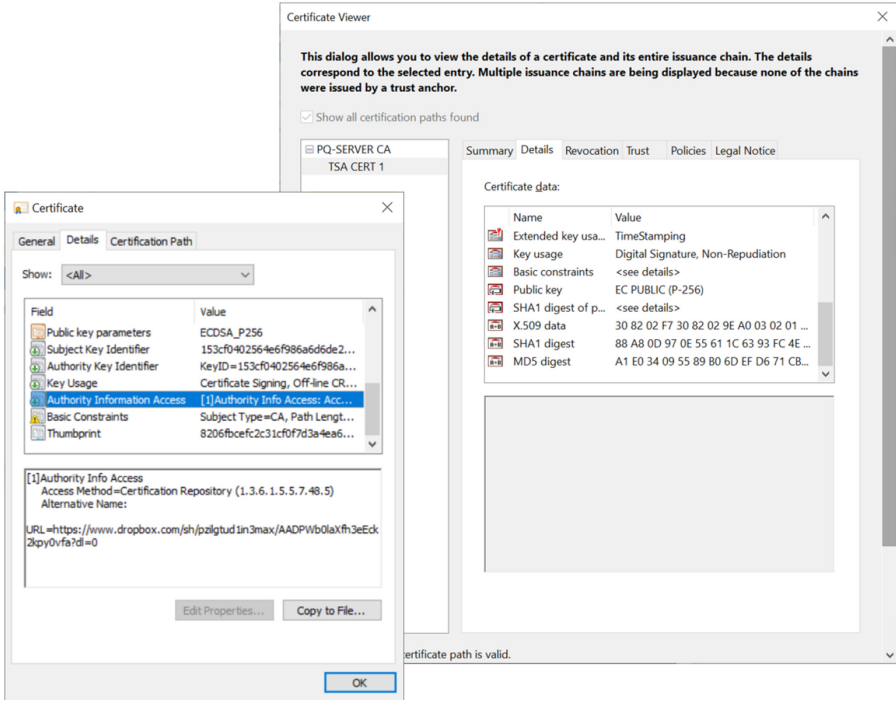 Certificate Viewer
This dialog allows you to view the details of a certificate and its entire issuance chain. The details
correspond to the selected entry. Multiple issuance chains are being displayed because none of the chains
were issued by a trust anchor.
Show all certification paths found
PQ-SERVER CA
TSA CERT 1
Summary Details Revocation Trust Policies Legal Notice
Certificate data:
Name Value
Extended key usa... TimeStamping
Key usage Digital Signature, Non-Repudiation
Basic constraints <see details>
Public key EC PUBLIC (P-256)
SHA1 digest of p... <see details>
X.509 data 30 82 02 F7 30 82 02 9E A0 03 02 01 ...
SHA1 digest 88 A8 0D 97 0E 55 61 1C 63 93 FC 4E ...
MD5 digest A1 E0 34 09 55 89 B0 6D EF D6 71 CB...
certificate path is valid.
Certificate
General Details Certification Path
Show: <All>
Field Value
Public key parameters ECDSA_P256
Subject Key Identifier 153cf0402564e6f986a6d6de2...
Authority Key Identifier KeyID=153cf0402564e6f986a...
Key Usage Certificate Signing, Off-line CR...
Authority Information Access [1]Authority Info Access: Acc...
Basic Constraints Subject Type=CA, Path Lengt...
Thumbprint 8206fbcefc2c31cf0f7d3a4ea6...
[1]Authority Info Access
Access Method=Certification Repository (1.3.6.1.5.5.7.48.5)
Alternative Name:
URL=https://www.dropbox.com/sh/pzilgtud1in3max/AADPWb0laXfh3eEck
2kpy0vfa?dl=0
Edit Properties... Copy to File...
OK